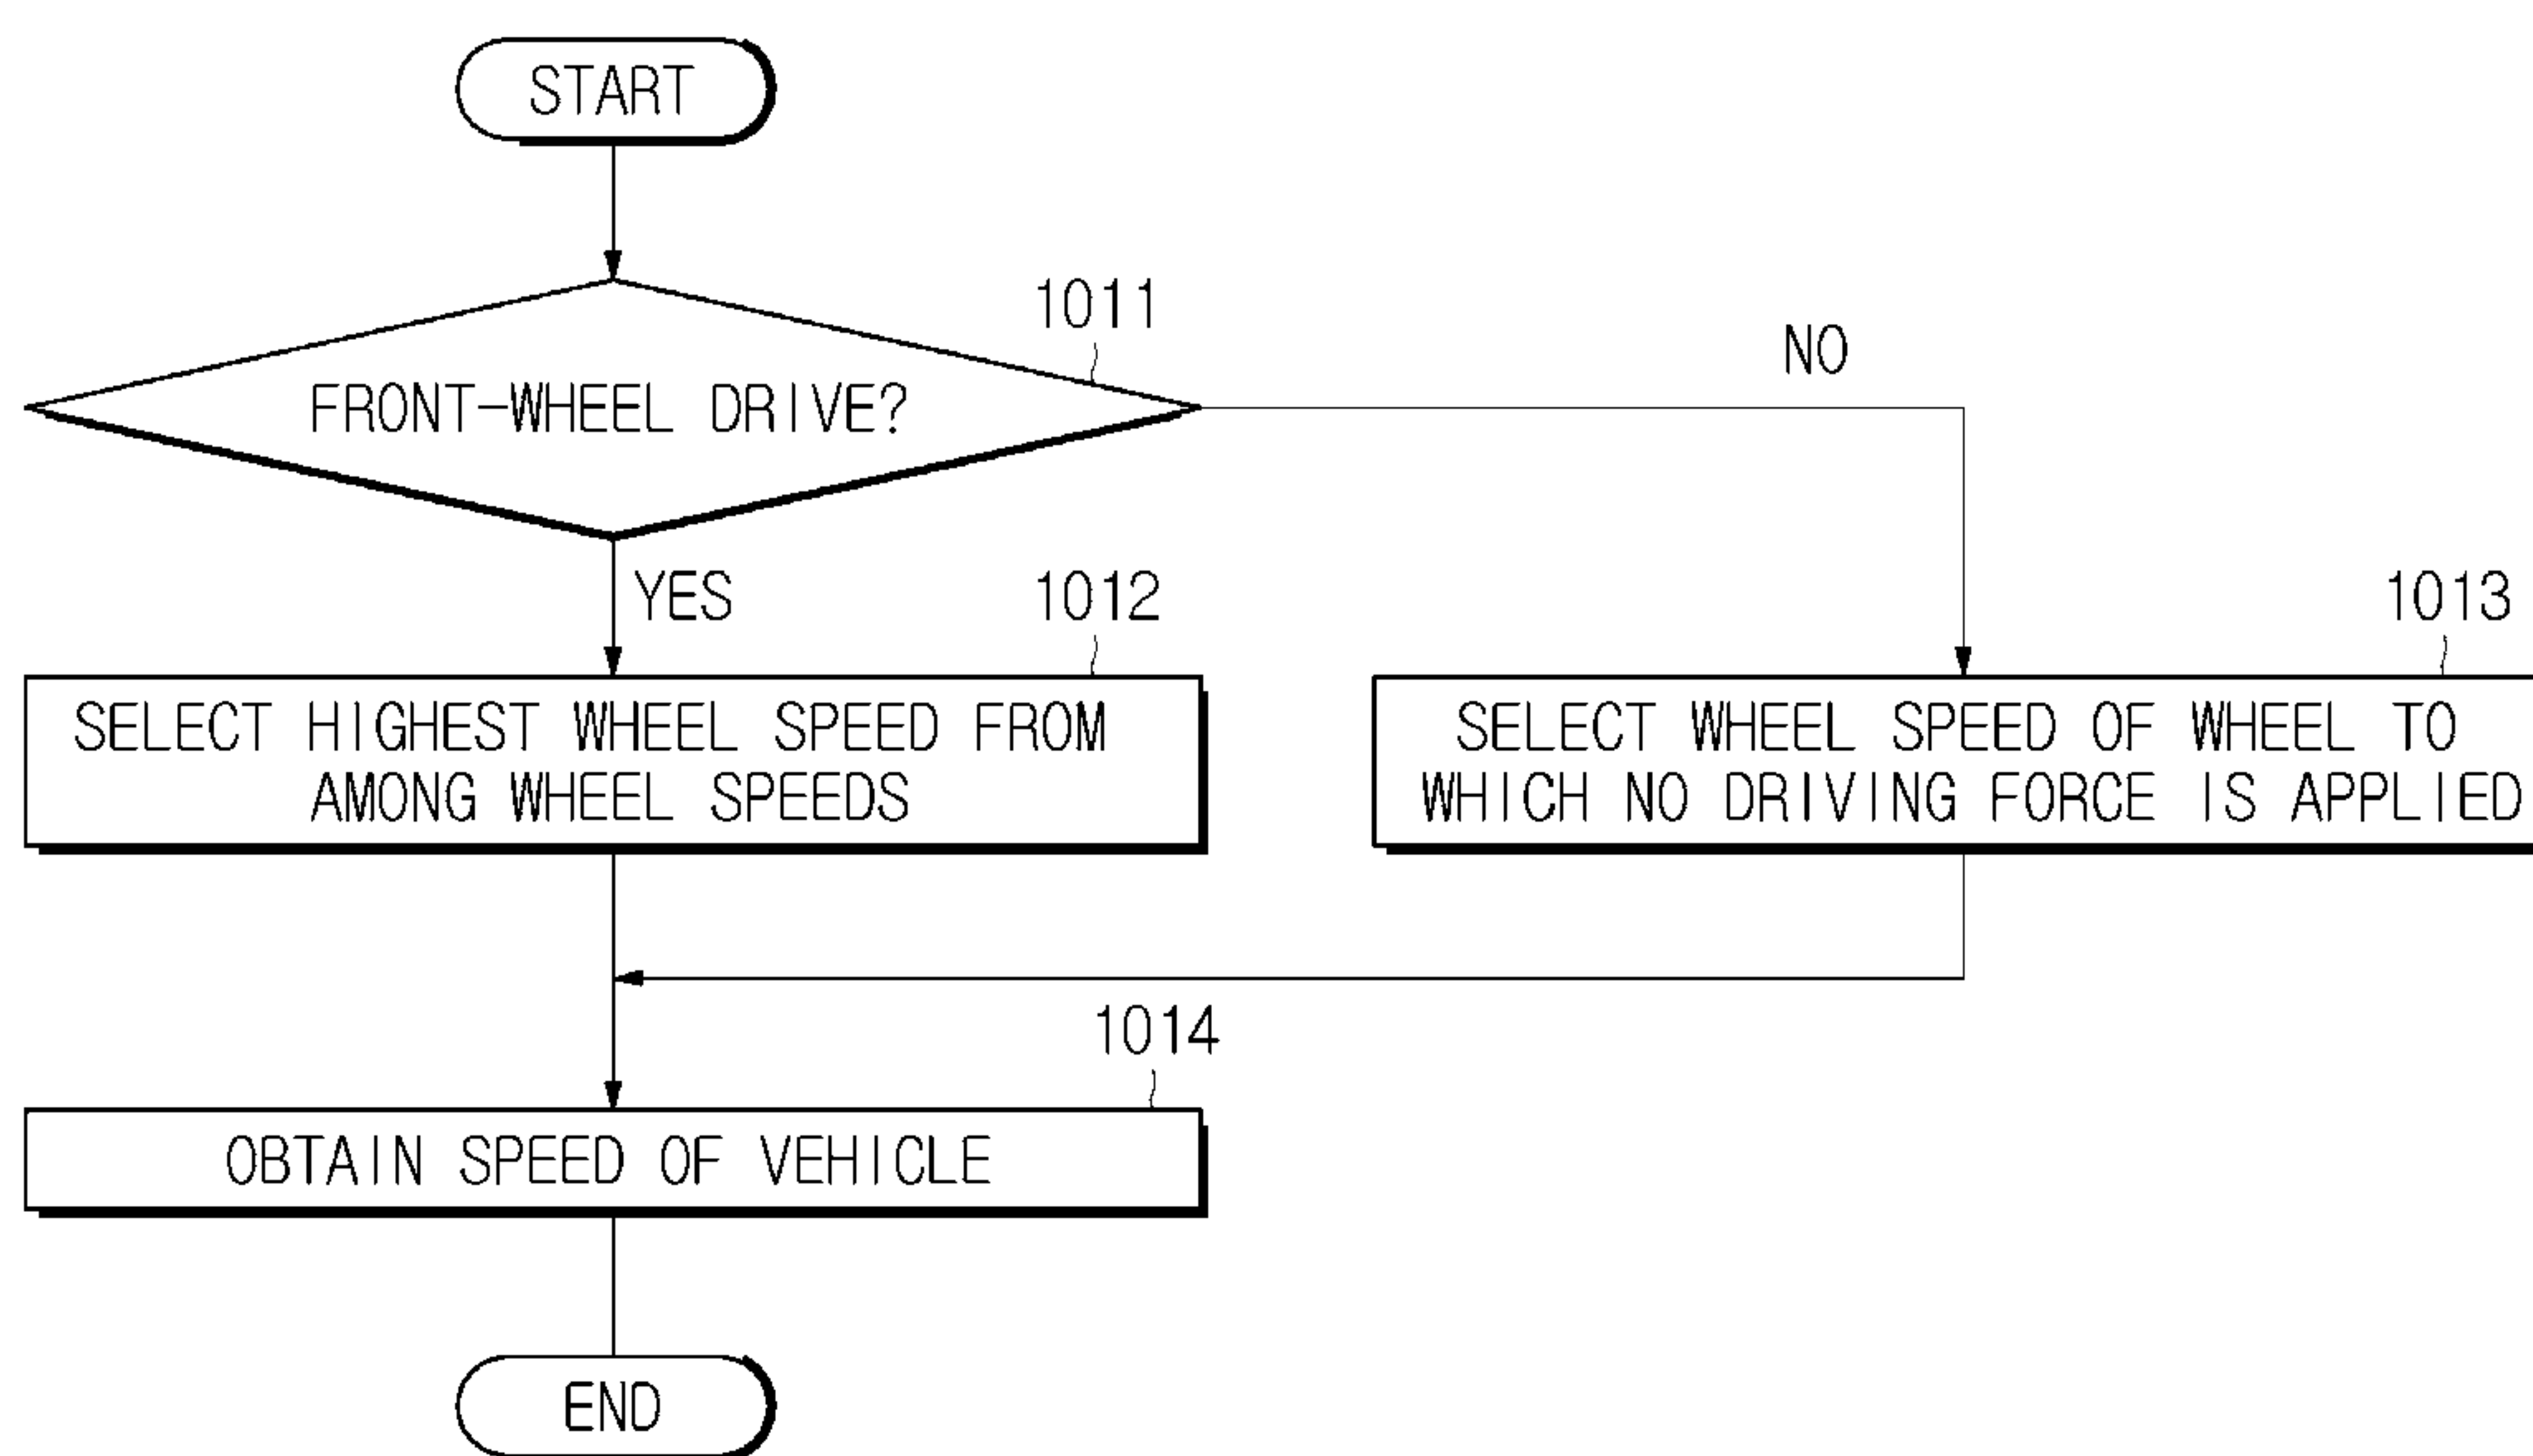 START
1011
FRONT-WHEEL DRIVE?
NO
YES
1012
SELECT HIGHEST WHEEL SPEED FROM
AMONG WHEEL SPEEDS
1013
SELECT WHEEL SPEED OF WHEEL TO
WHICH NO DRIVING FORCE IS APPLIED
1014
OBTAIN SPEED OF VEHICLE
END